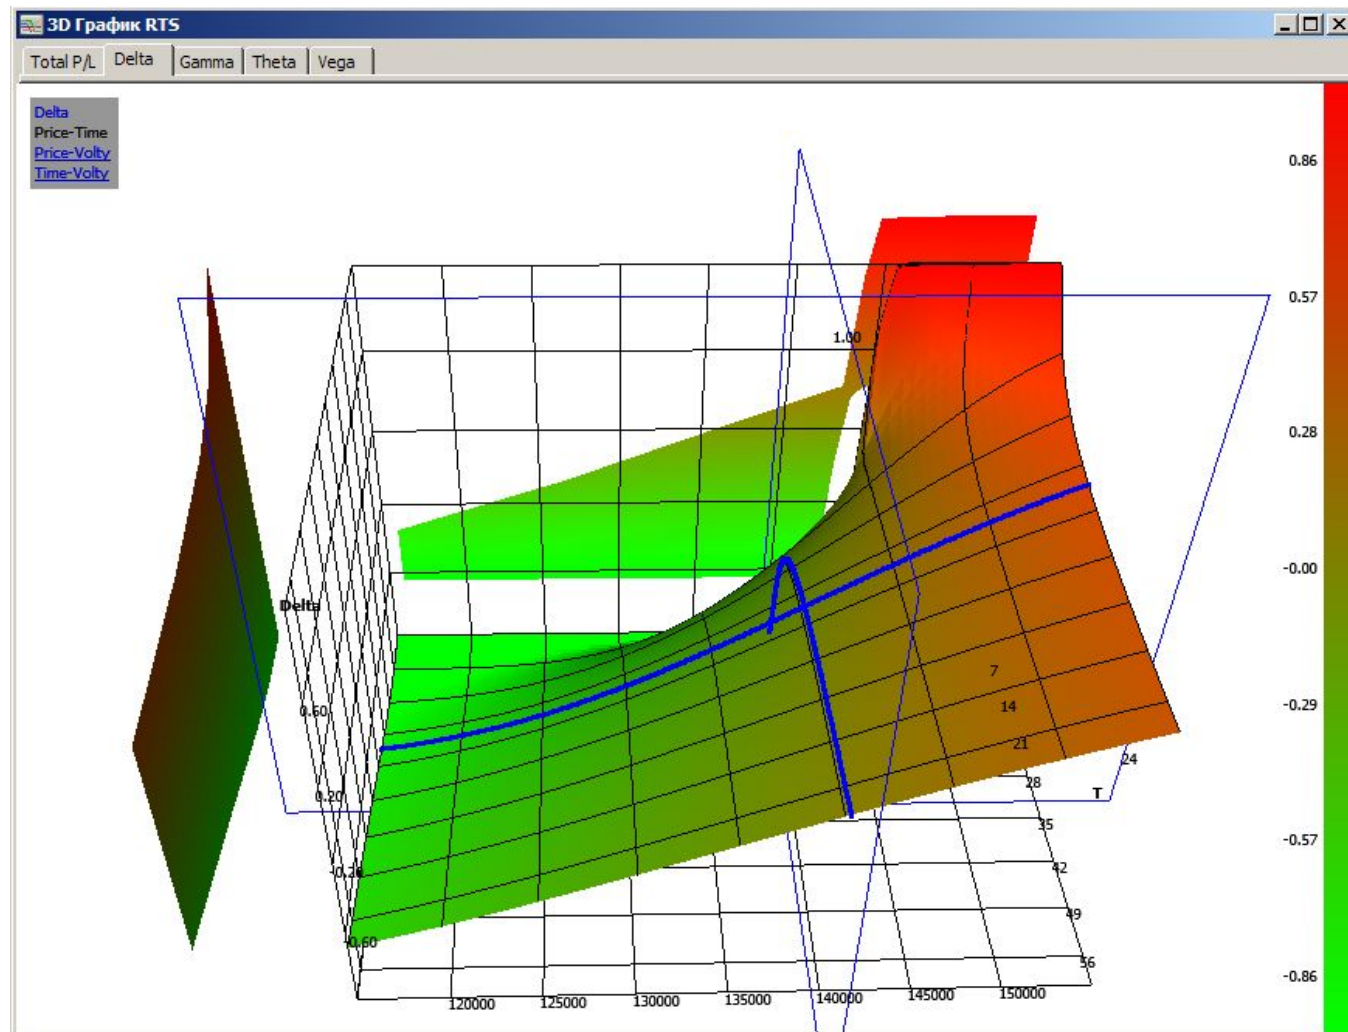 3D График RTS
Total P/L Delta Gamma Theta Vega
Delta
Price-Time
Price-Volty
Time-Volty
0.86
0.57
0.28
-0.00
-0.29
-0.57
-0.86
1.00
Delta
0.60
0.20
-0.20
-0.60
7
14
21
24
28
T
35
42
49
56
120000 125000 130000 135000 140000 145000 150000